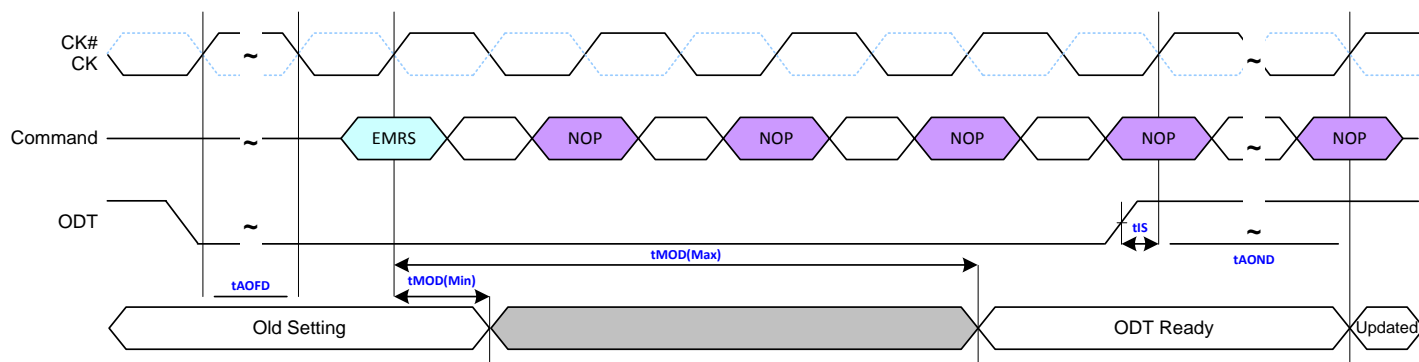 CK#
CK
~
~
Command
~
EMRS
NOP
NOP
NOP
NOP
~
NOP
ODT
~
tIS
~
tMOD(Max)
tAOND
tAOFD
tMOD(Min)
Old Setting
ODT Ready
Updated